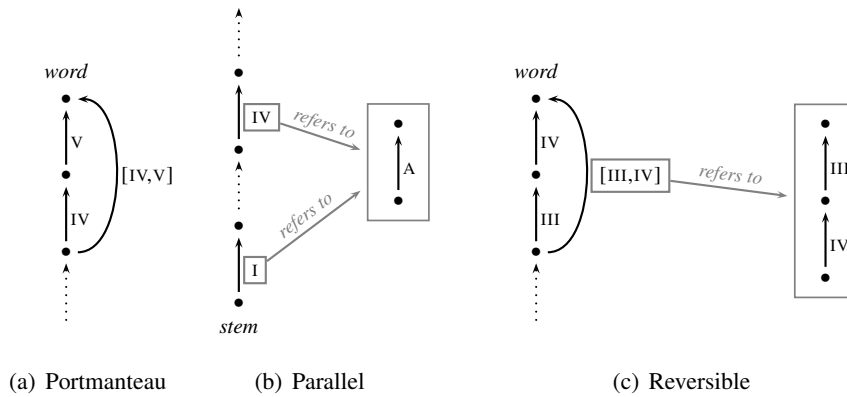 word
V
IV
[IV,V]
IV
refers to
A
refers to
I
stem
word
IV
III
[III,IV]
refers to
III
IV
(a) Portmanteau
(b) Parallel
(c) Reversible